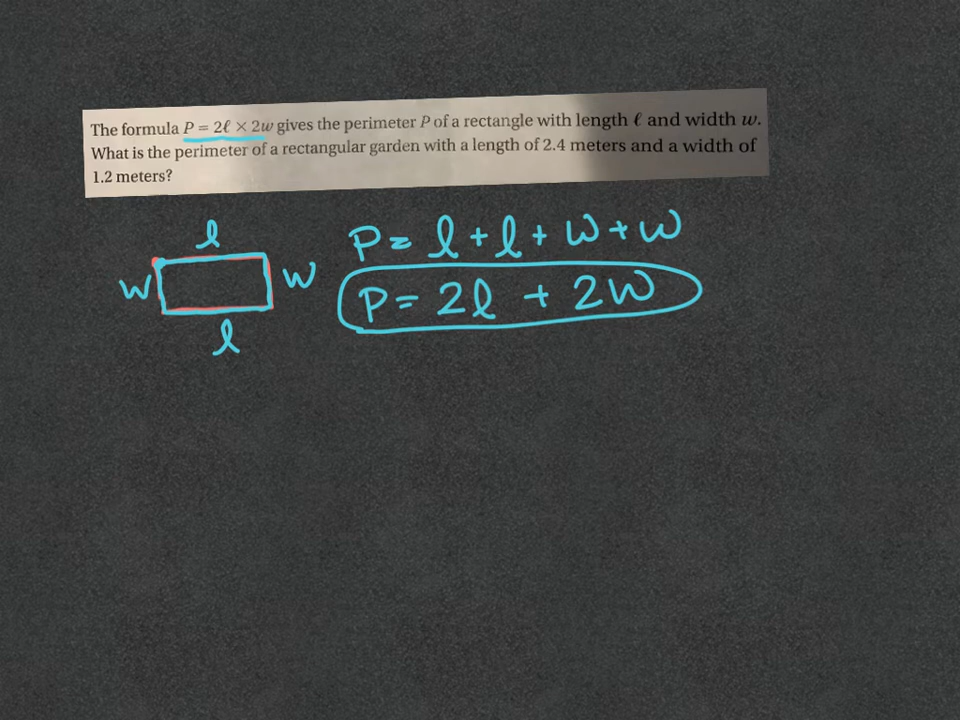 The formula P = 2ℓ × 2w gives the perimeter P of a rectangle with length ℓ and width w.
What is the perimeter of a rectangular garden with a length of 2.4 meters and a width of
1.2 meters?
l
P = l + l + w + w
w
w
P = 2l + 2w
l